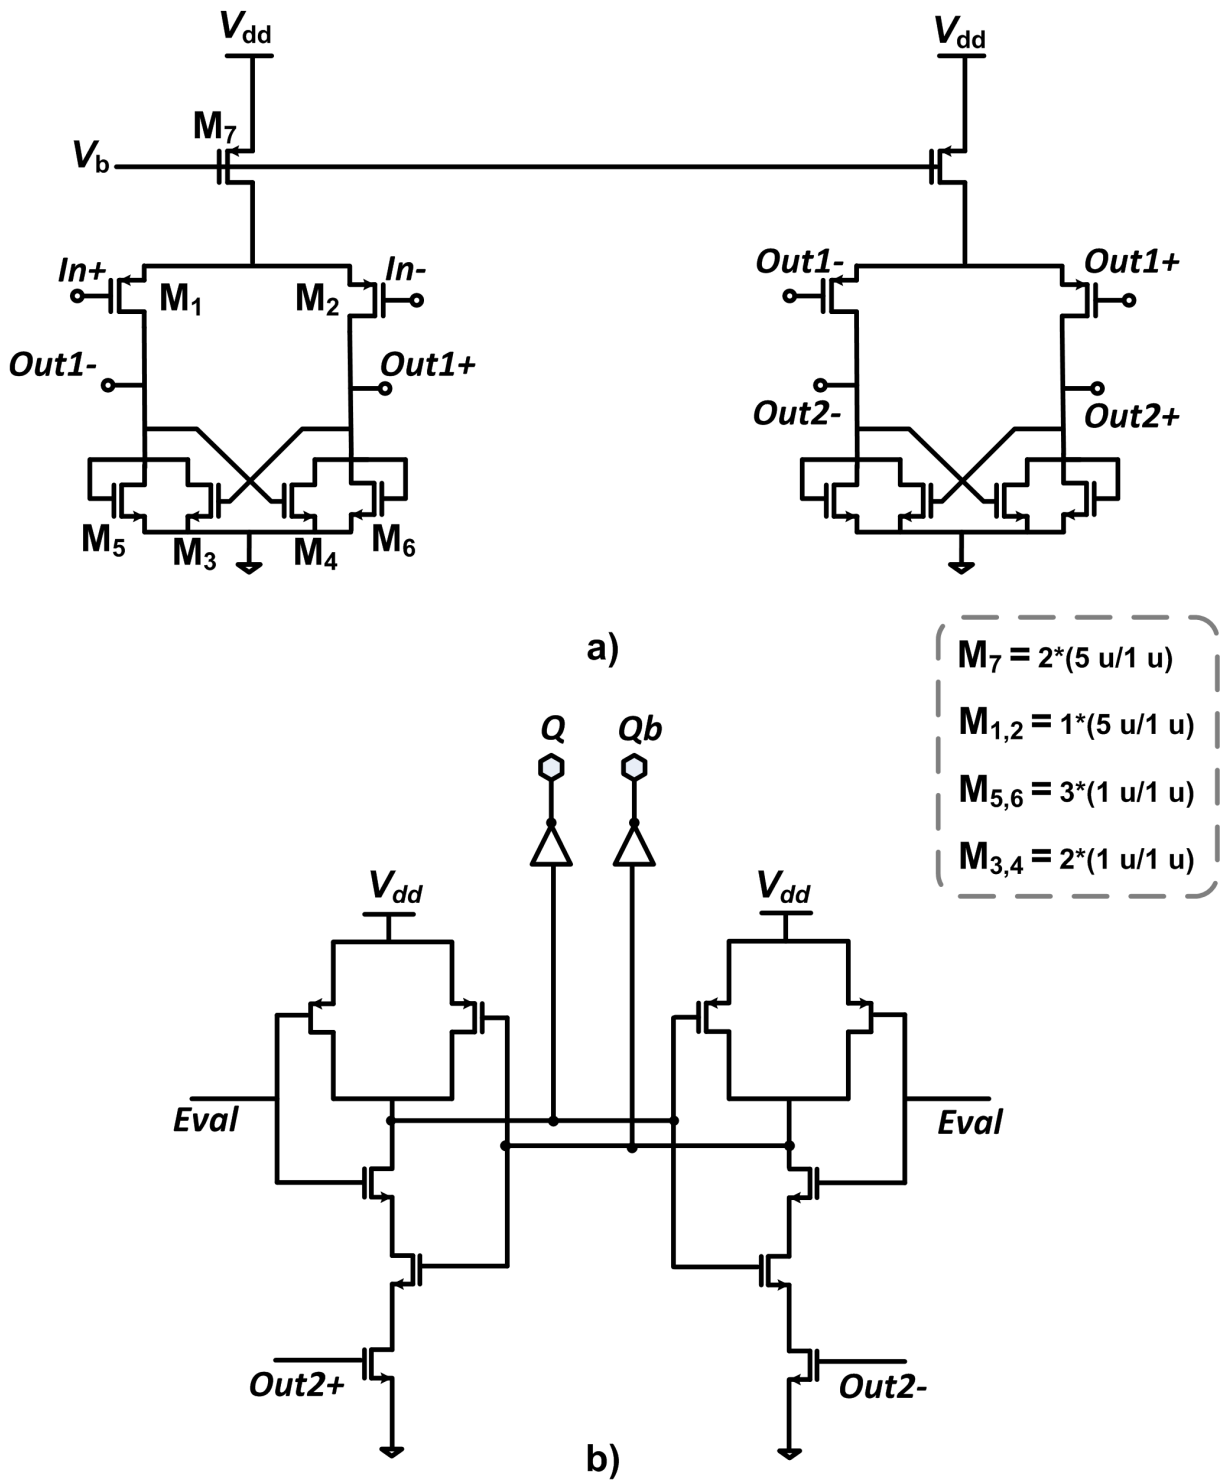 Vdd Vdd
M7
Vb
In+ In- Out1- Out1+
M1 M2
Out1- Out1+ Out2- Out2+
M5 M3 M4 M6
a)
M7 = 2*(5 u/1 u)
M1,2 = 1*(5 u/1 u)
M5,6 = 3*(1 u/1 u)
M3,4 = 2*(1 u/1 u)
Q Qb
Vdd Vdd
Eval Eval
Out2+ Out2-
b)